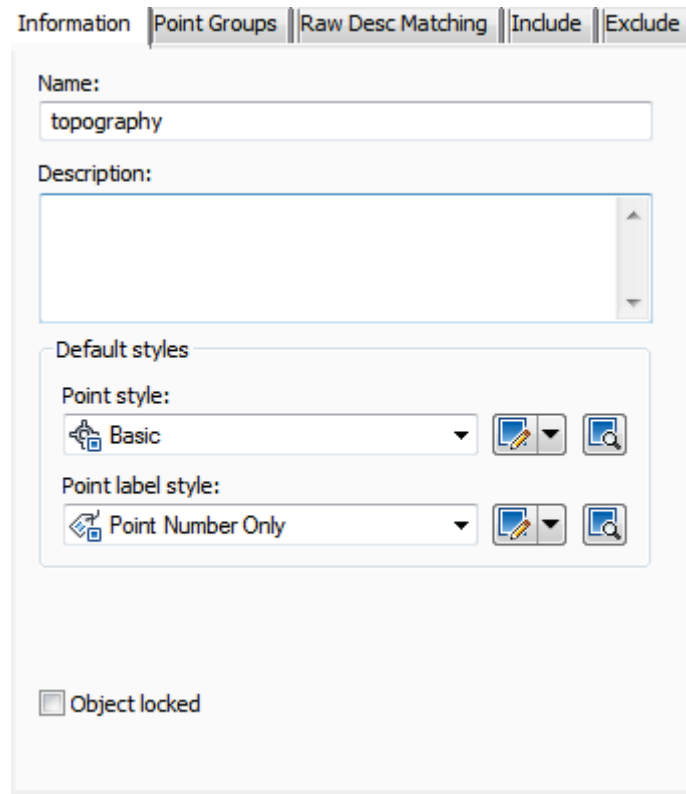 Information Point Groups Raw Desc Matching Include Exclude
Name:
topography
Description:
Default styles
Point style:
Basic
Point label style:
Point Number Only
Object locked